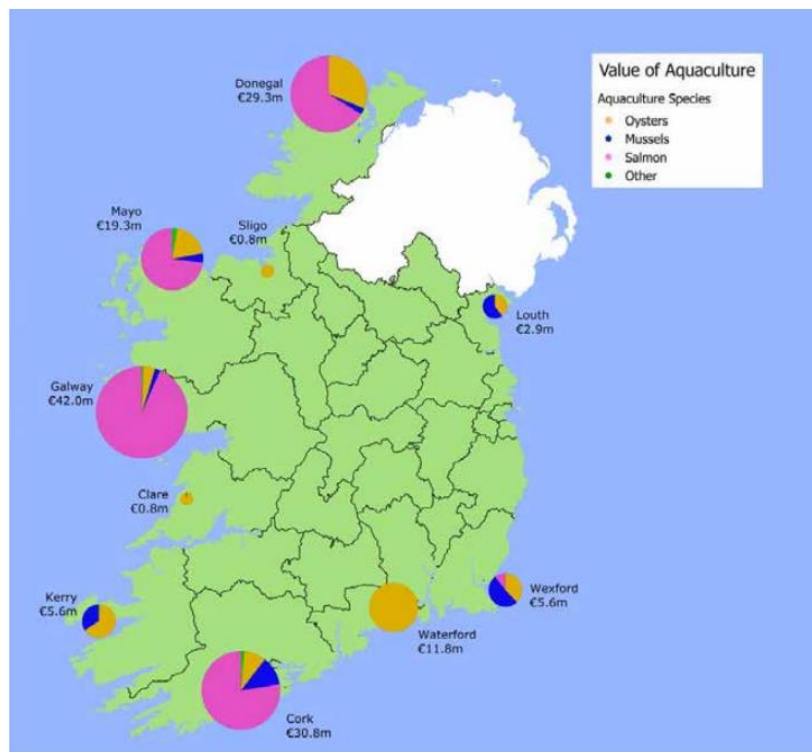 Value of Aquaculture
Aquaculture Species
Oysters
Mussels
Salmon
Other
Donegal
€29.3m
Mayo
€19.3m
Sligo
€0.8m
Louth
€2.9m
Galway
€42.0m
Clare
€0.8m
Kerry
€5.6m
Wexford
€5.6m
Waterford
€11.8m
Cork
€30.8m